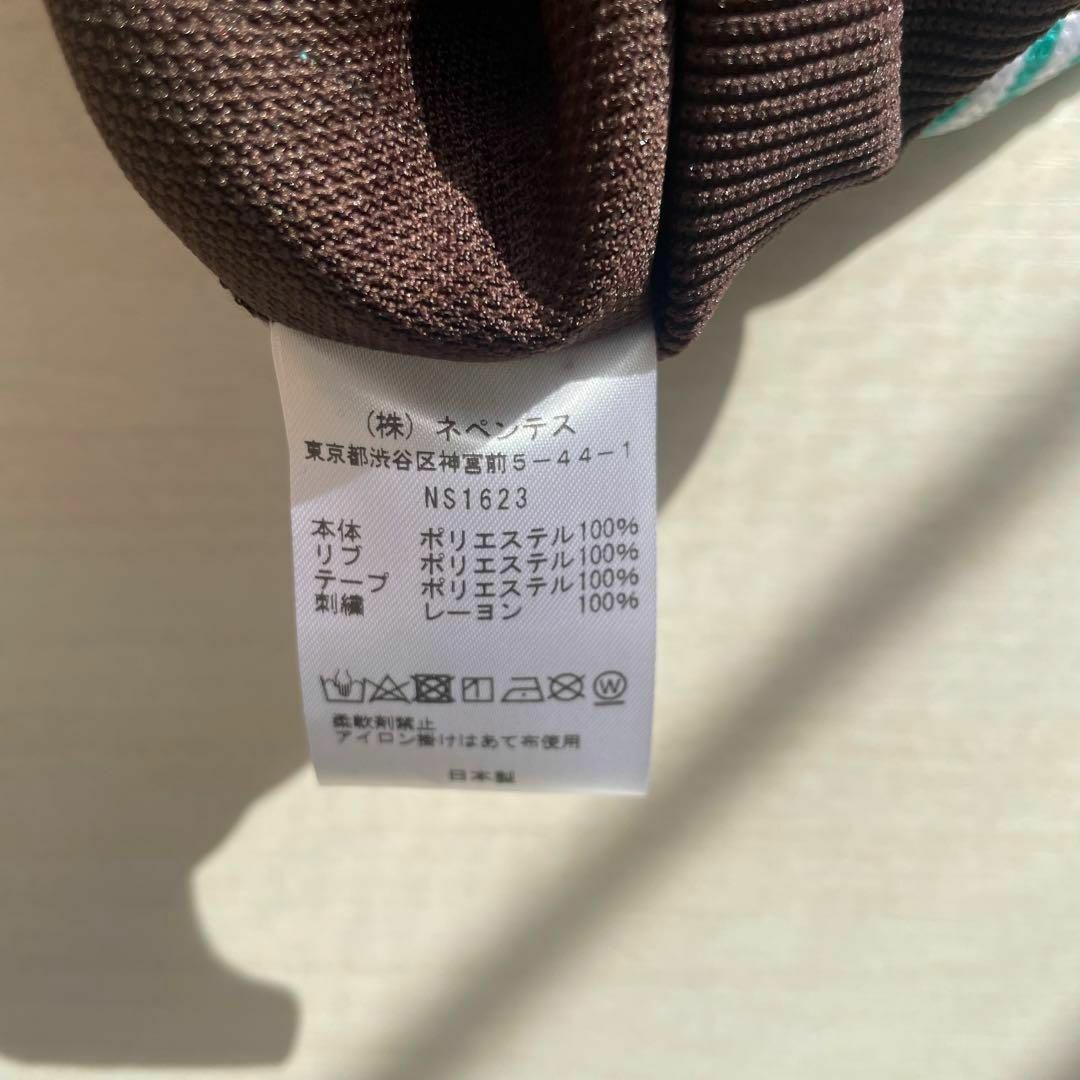 （株）ネペンテス
東京都渋谷区神宮前５－４４－１
NS1623
本体 ポリエステル100%
リブ ポリエステル100%
テープ ポリエステル100%
刺繍 レーヨン 100%
W
柔軟剤禁止
アイロン掛けはあて布使用
日本製